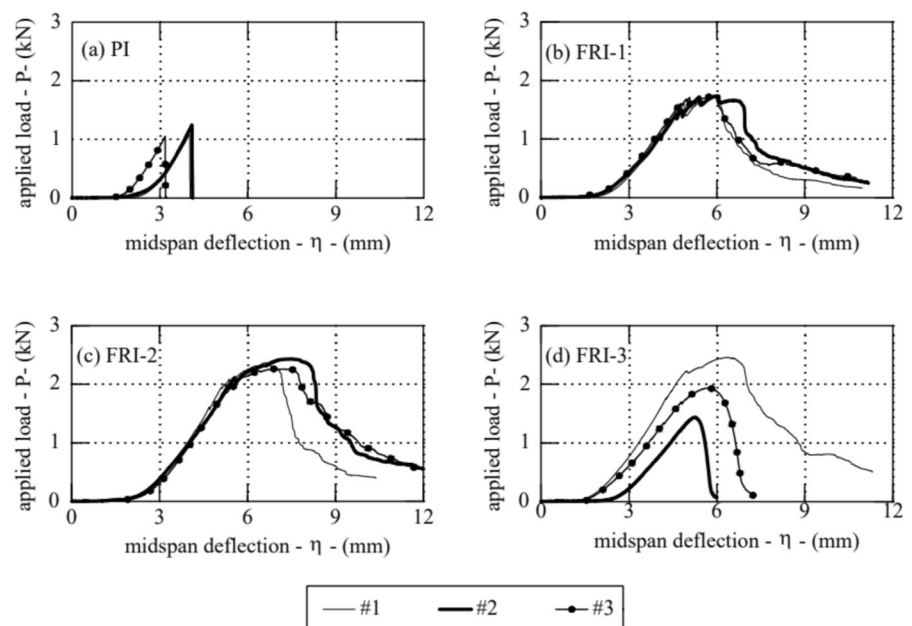 (a) PI
applied load - P- (kN)
3
2
1
0
0 3 6 9 12
midspan deflection - η - (mm)
(b) FRI-1
applied load - P- (kN)
3
2
1
0
0 3 6 9 12
midspan deflection - η - (mm)
(c) FRI-2
applied load - P- (kN)
3
2
1
0
0 3 6 9 12
midspan deflection - η - (mm)
(d) FRI-3
applied load - P- (kN)
3
2
1
0
0 3 6 9 12
midspan deflection - η - (mm)
#1 #2 #3